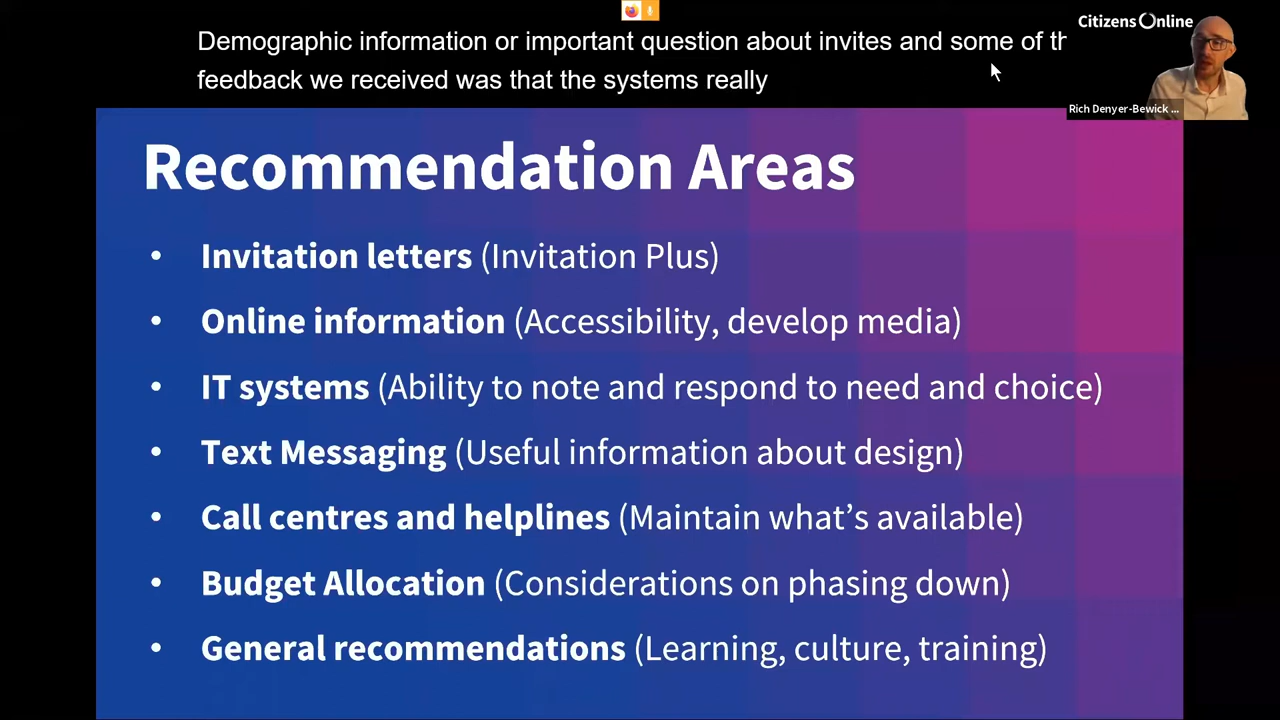 Demographic information or important question about invites and some of th
feedback we received was that the systems really
Citizens Online
Rich Denyer-Bewick ...
Recommendation Areas
• Invitation letters (Invitation Plus)
• Online information (Accessibility, develop media)
• IT systems (Ability to note and respond to need and choice)
• Text Messaging (Useful information about design)
• Call centres and helplines (Maintain what's available)
• Budget Allocation (Considerations on phasing down)
• General recommendations (Learning, culture, training)